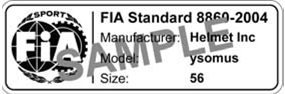 SPORT
FIA
FIA Standard 8860-2004
Manufacturer: Helmet Inc
Model: ysomus
Size: 56
SAMPLE